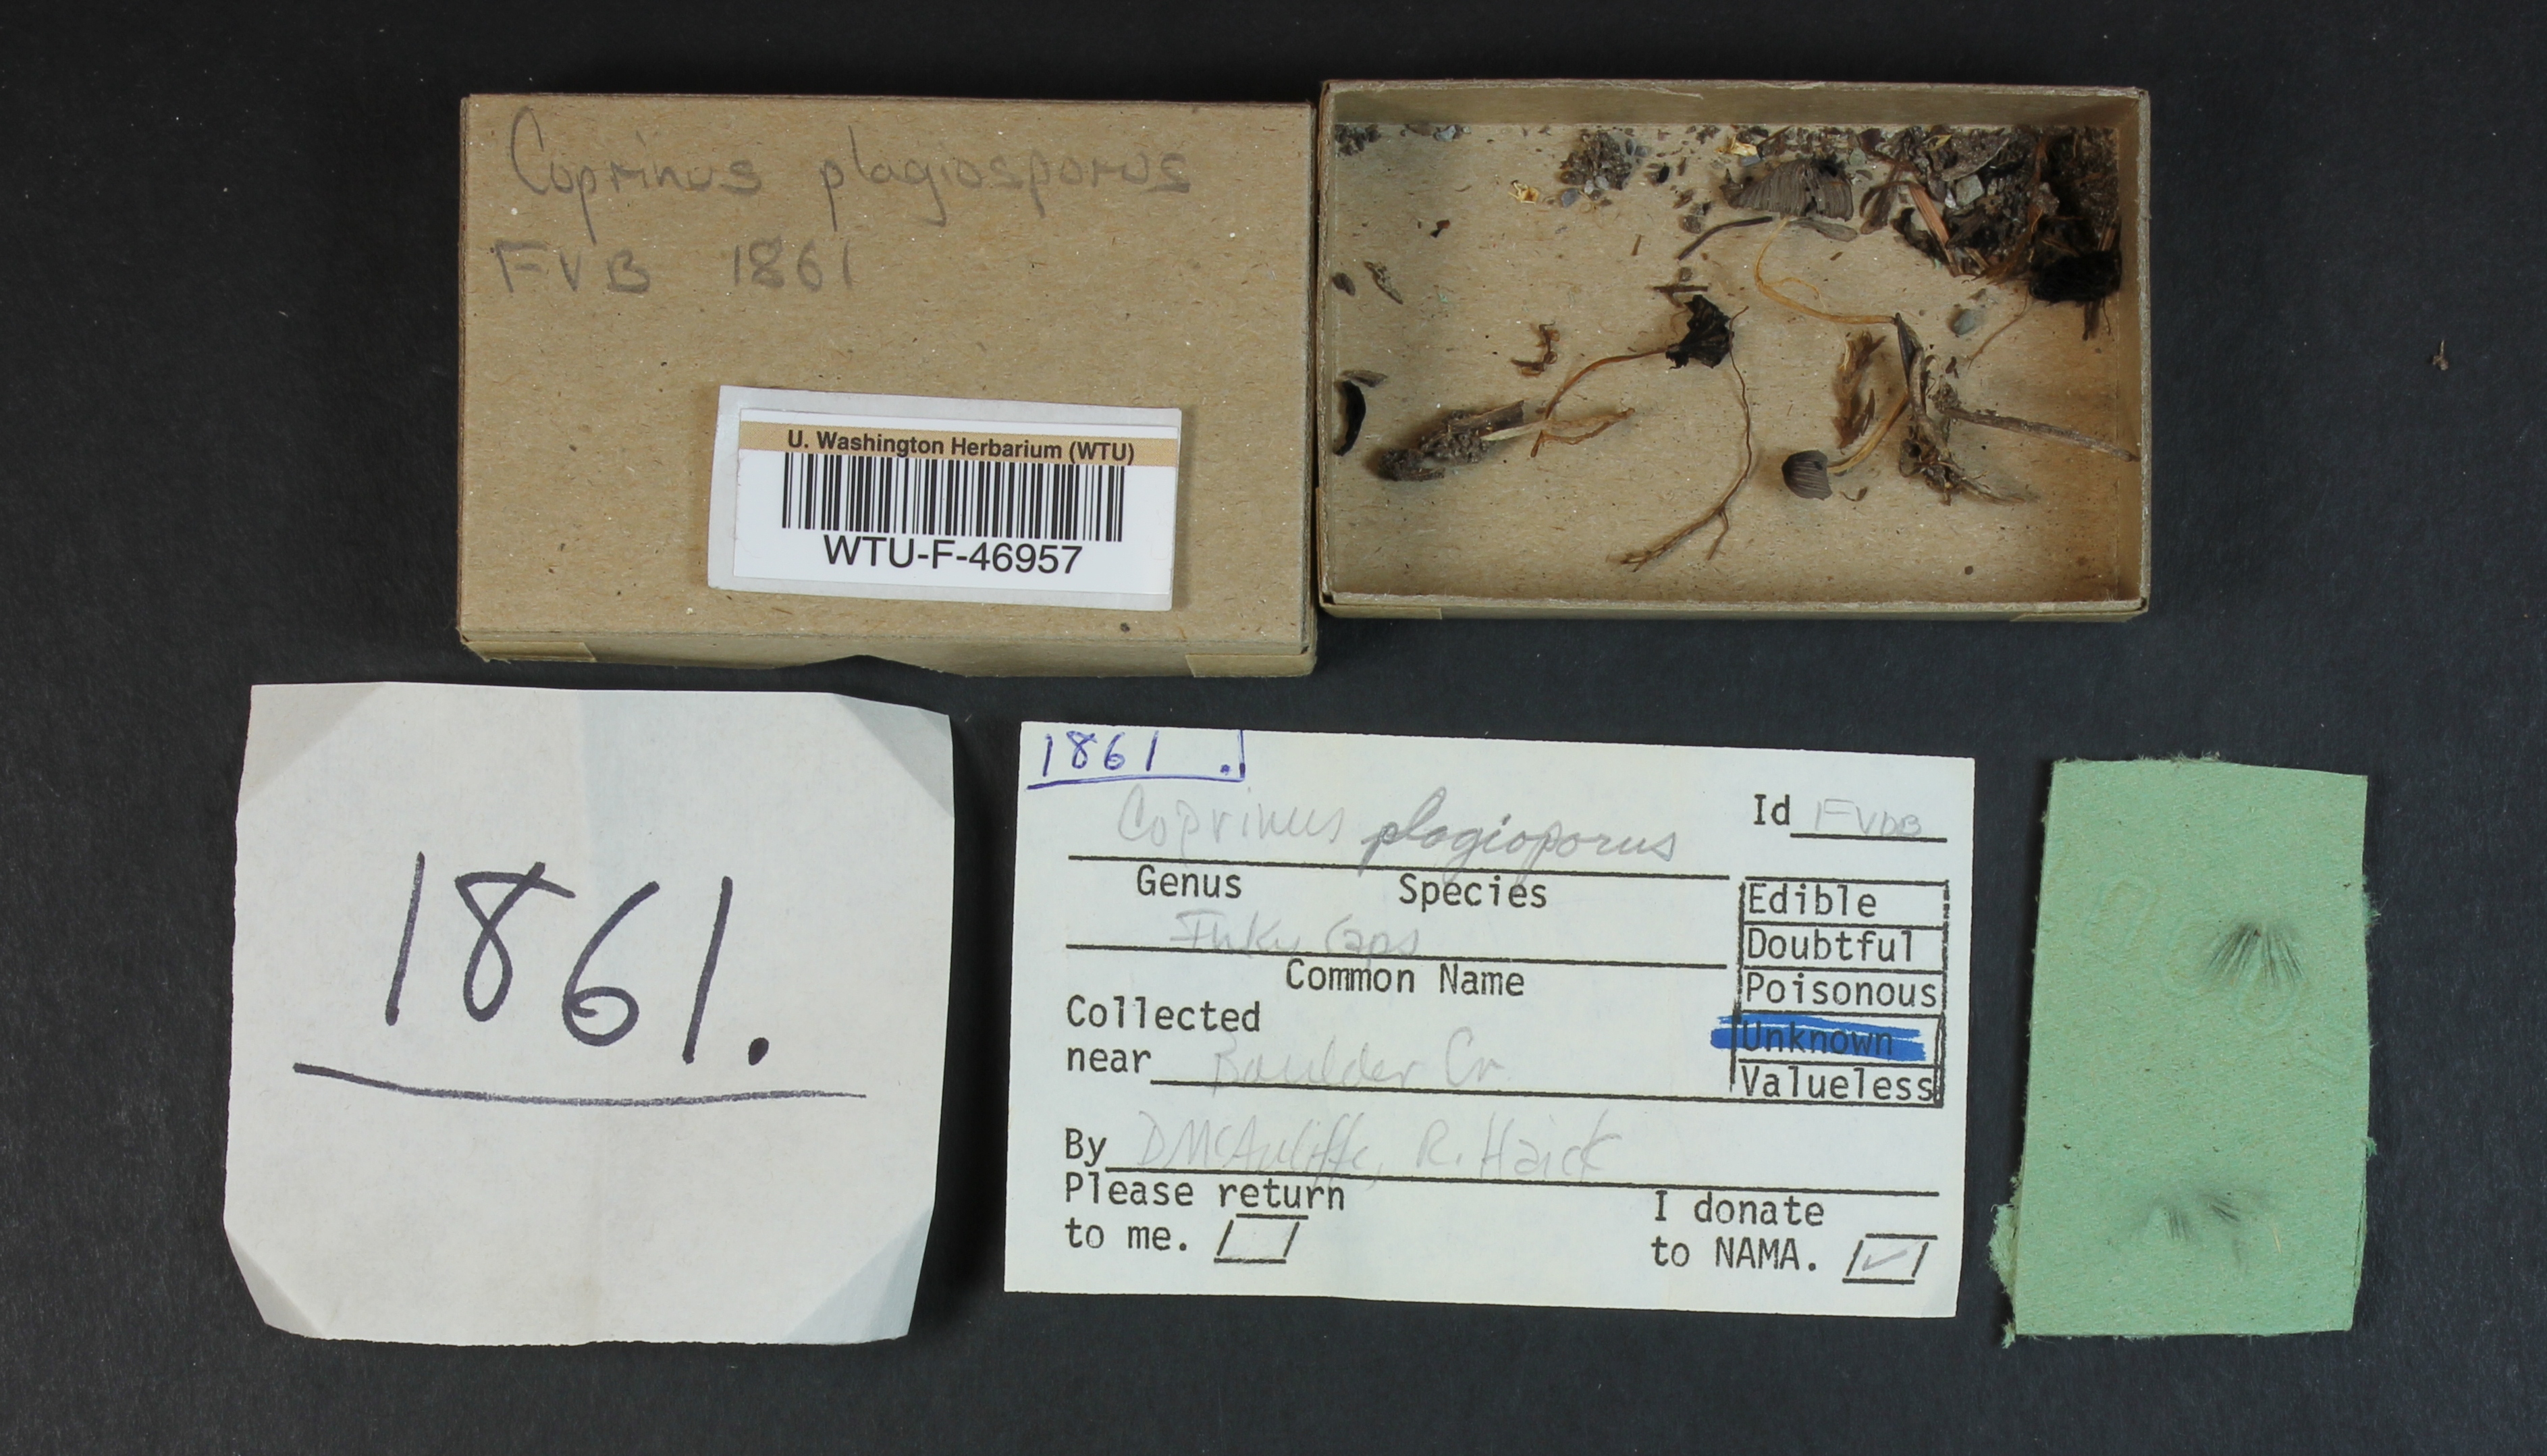 Coprinus plagiosporus
FVB 1861
U. Washington Herbarium (WTU)
WTU-F-46957
1861.
1861.
Coprinus plagioporus
Id FVDB
Genus Species
Inky Caps
Common Name
Edible
Doubtful
Poisonous
Unknown
Valueless
Collected
near Boulder Cr.
By D McAuliffe, R. Haick
Please return
to me.
I donate
to NAMA. ✓